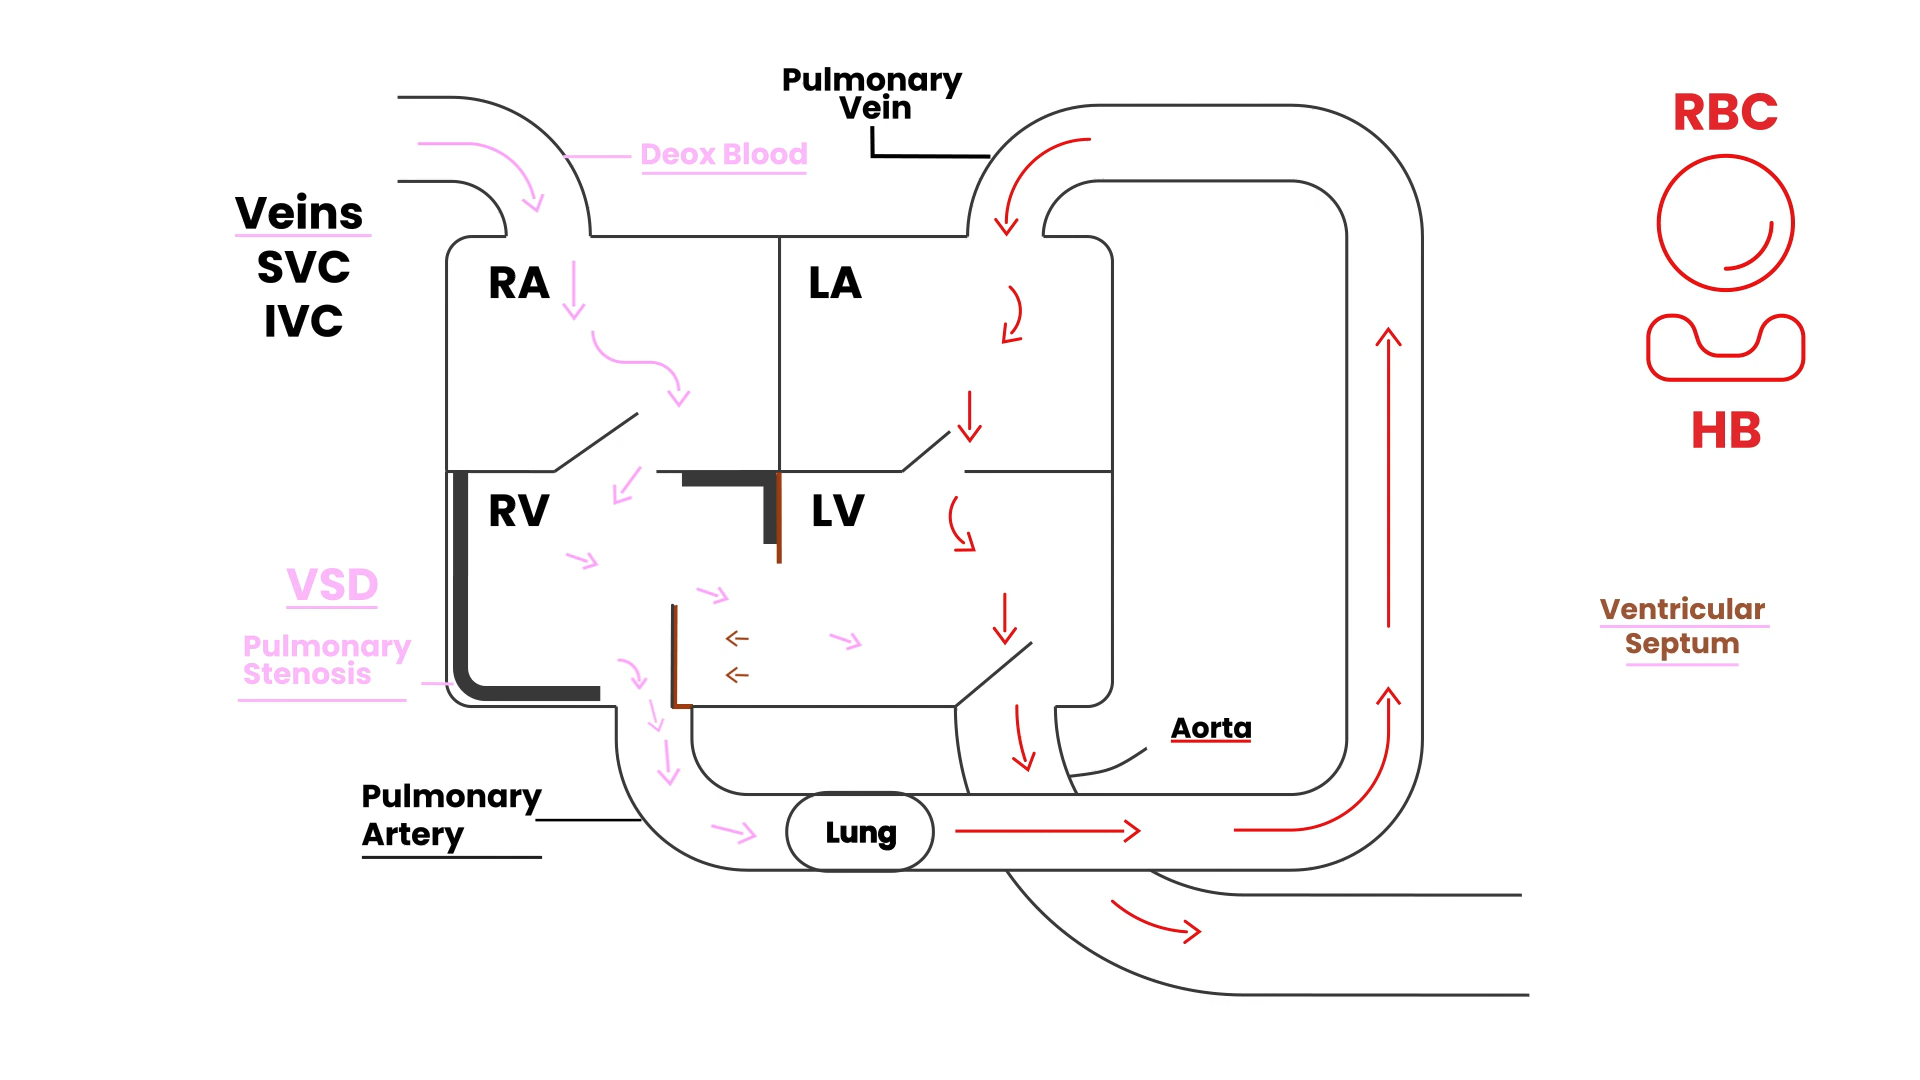 Pulmonary
Vein
RBC
Deox Blood
Veins
SVC
IVC
RA
LA
HB
RV
LV
VSD
Pulmonary
Stenosis
Ventricular
Septum
Aorta
Pulmonary
Artery
Lung